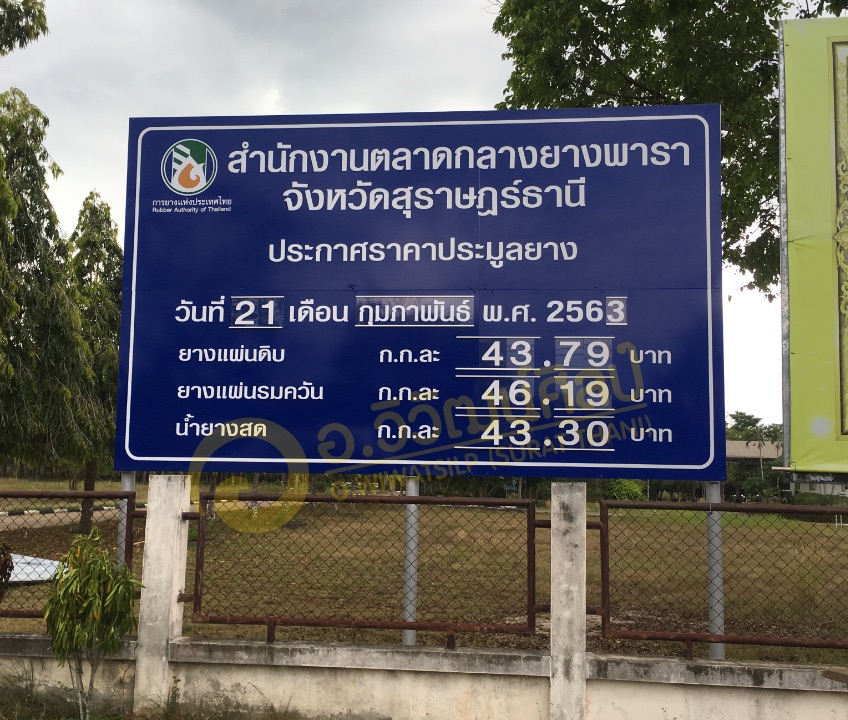 สำนักงานตลาดกลางยางพารา
จังหวัดสุราษฎร์ธานี
การยางแห่งประเทศไทย
Rubber Authority of Thailand
ประกาศราคาประมูลยาง
วันที่ 21 เดือน กุมภาพันธ์ พ.ศ. 2563
ยางแผ่นดิบ ก.ก.ละ 43.79 บาท
ยางแผ่นรมควัน ก.ก.ละ 46.19 บาท
น้ำยางสด ก.ก.ละ 43.30 บาท
อ.ธิวัฒน์ศิลป์
(SURAT THANI)